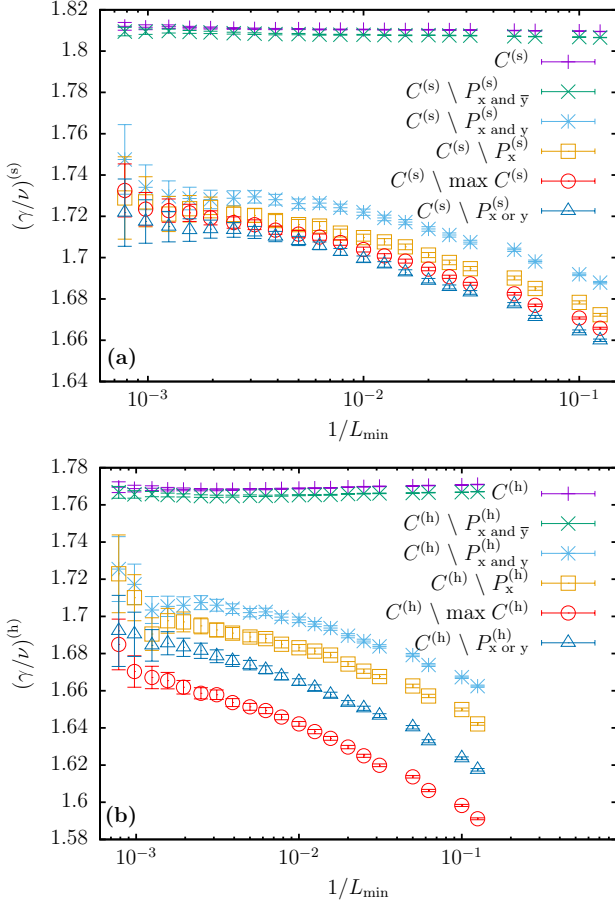 1.82
1.8
1.78
1.76
1.74
1.72
1.7
1.68
1.66
1.64
(γ/ν)^(s)
C^(s)
C^(s) \ P^(s)_x and y̅
C^(s) \ P^(s)_x and y
C^(s) \ P^(s)_x
C^(s) \ max C^(s)
C^(s) \ P^(s)_x or y
(a)
10⁻³ 10⁻² 10⁻¹
1/L_min
1.78
1.76
1.74
1.72
1.7
1.68
1.66
1.64
1.62
1.6
1.58
(γ/ν)^(h)
C^(h)
C^(h) \ P^(h)_x and y̅
C^(h) \ P^(h)_x and y
C^(h) \ P^(h)_x
C^(h) \ max C^(h)
C^(h) \ P^(h)_x or y
(b)
10⁻³ 10⁻² 10⁻¹
1/L_min